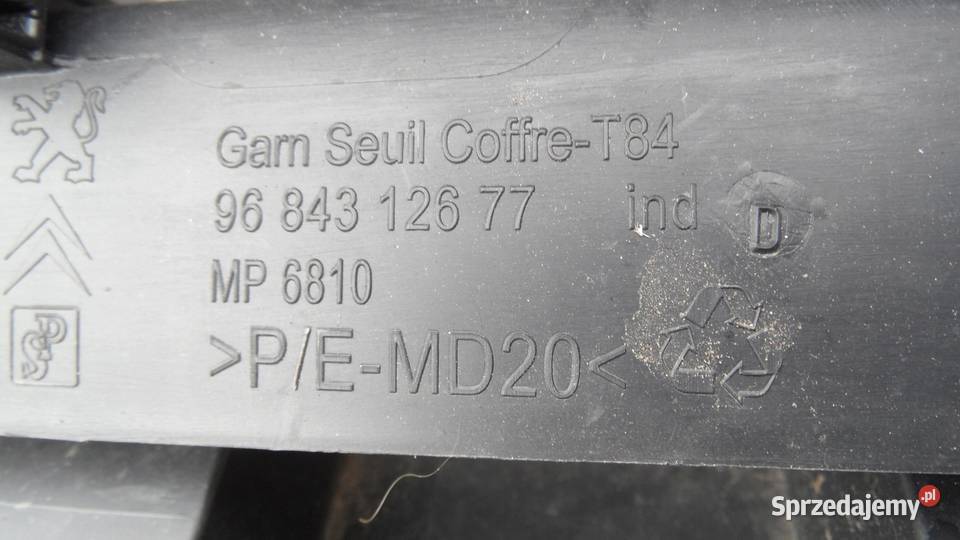 Garn Seuil Coffre-T84
96 843 126 77 ind D
MP 6810
>P/E-MD20<
Sprzedajemy.pl